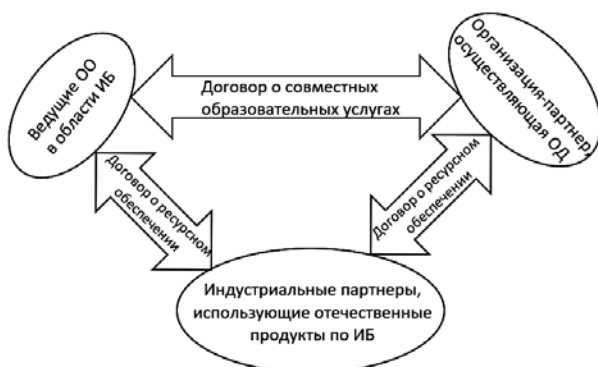 Ведущие ОО
в области ИБ
Договор о совместных
образовательных услугах
Организация-партнер,
осуществляющая ОД
Договор о ресурсном
обеспечении
Договор о ресурсном
обеспечении
Индустриальные партнеры,
использующие отечественные
продукты по ИБ